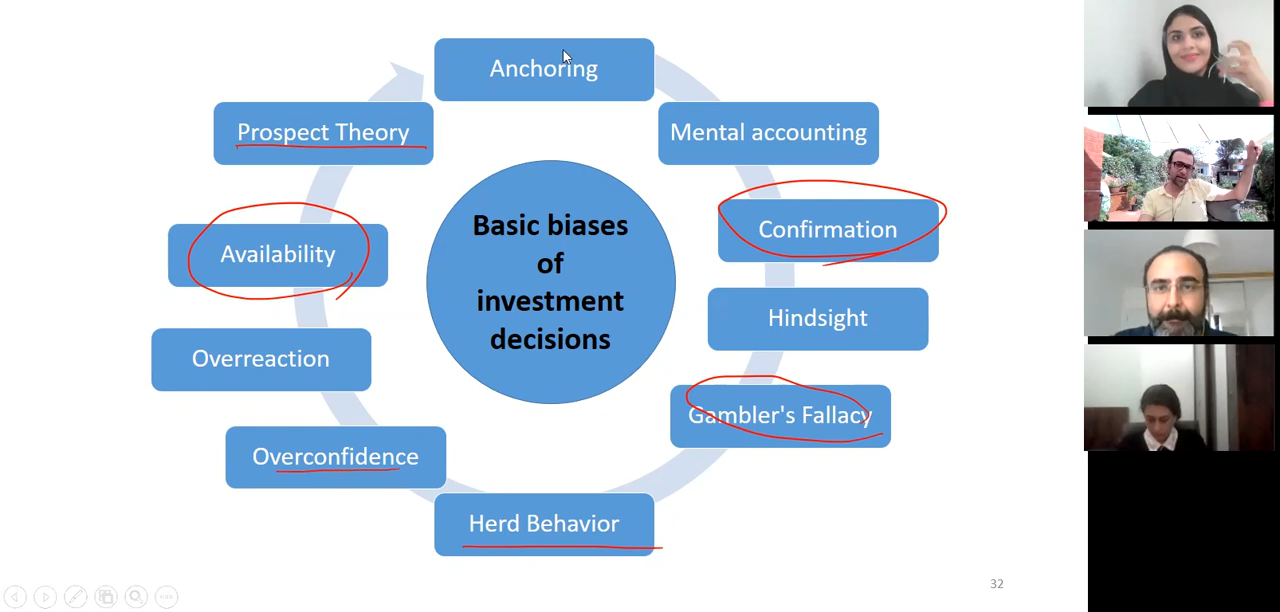 Anchoring
Mental accounting
Confirmation
Hindsight
Gambler's Fallacy
Herd Behavior
Overconfidence
Overreaction
Availability
Prospect Theory
Basic biases
of
investment
decisions
32